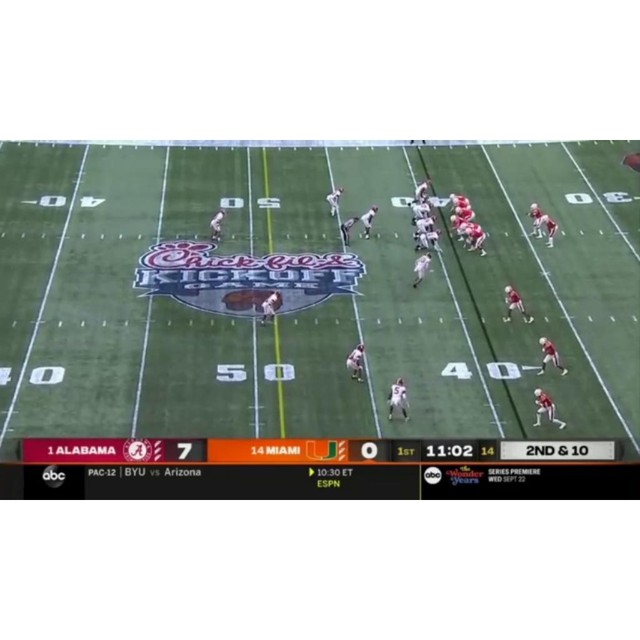 40 50 40 30
Chick-fil-A
KICKOFF
GAME
40 50 40
1 ALABAMA A 7 14 MIAMI U 0 1ST 11:02 14 2ND & 10
abc PAC-12 | BYU VS Arizona 10:30 ET
ESPN
abc the Wonder Years SERIES PREMIERE
WED SEPT 22